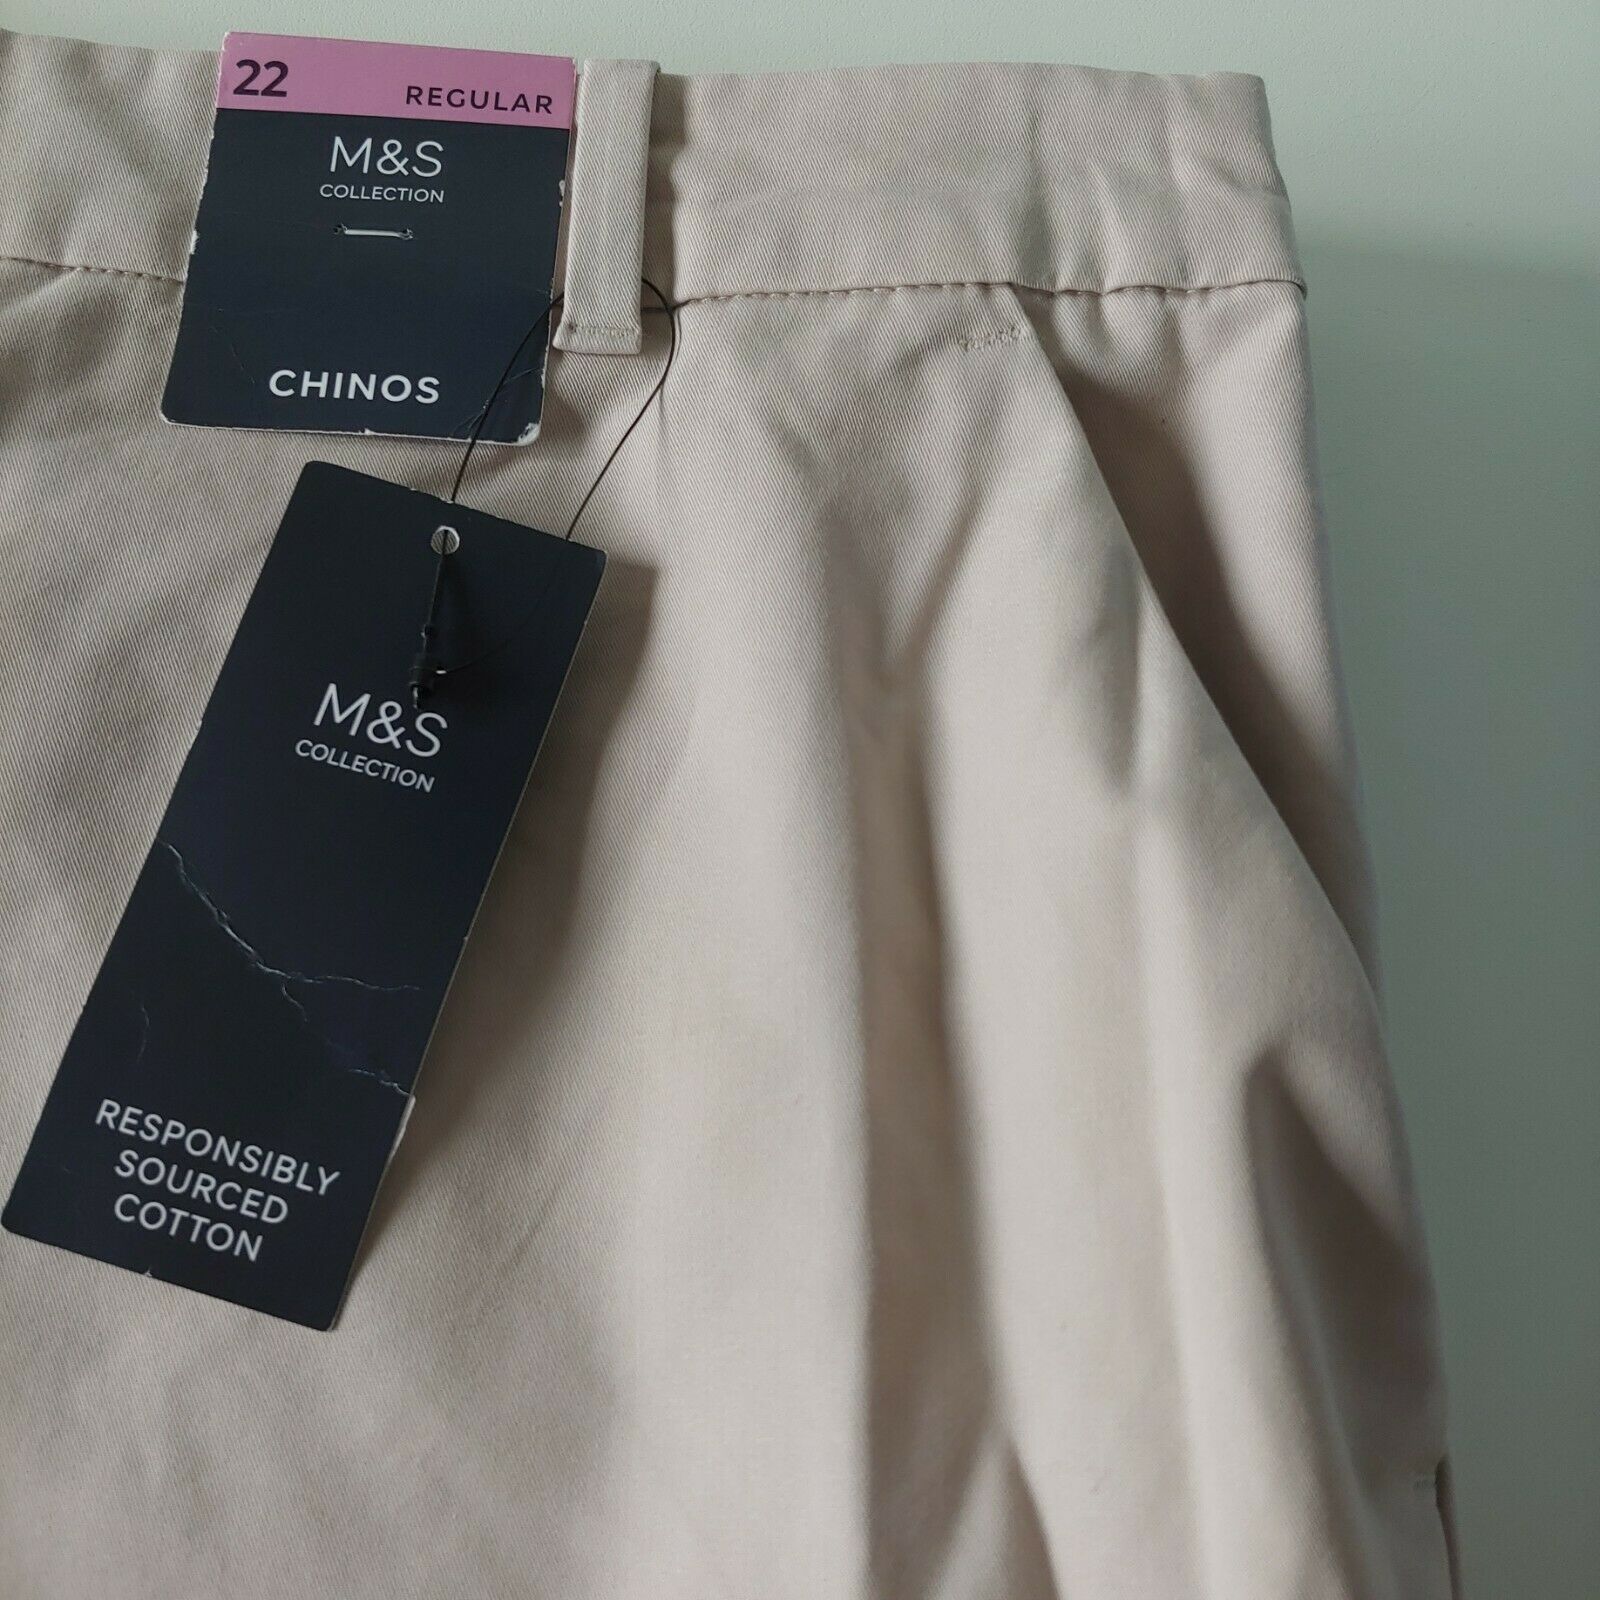 22 REGULAR
M&S
COLLECTION
CHINOS
M&S
COLLECTION
RESPONSIBLY
SOURCED
COTTON